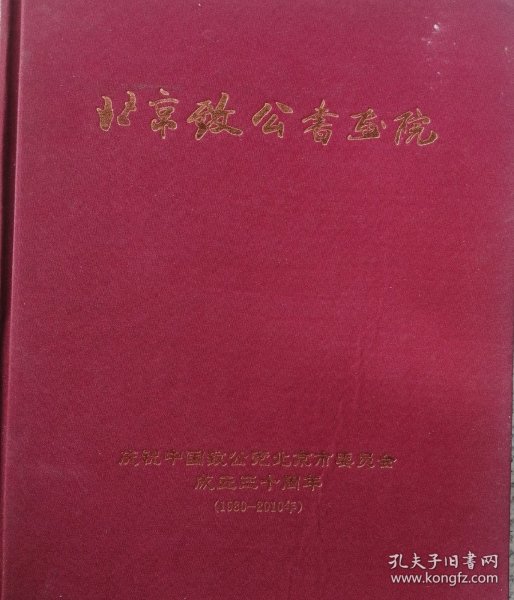 北京致公书画院
庆祝中国致公党北京市委员会
成立三十周年
(1980-2010年)
孔夫子旧书网
www.kongfz.com